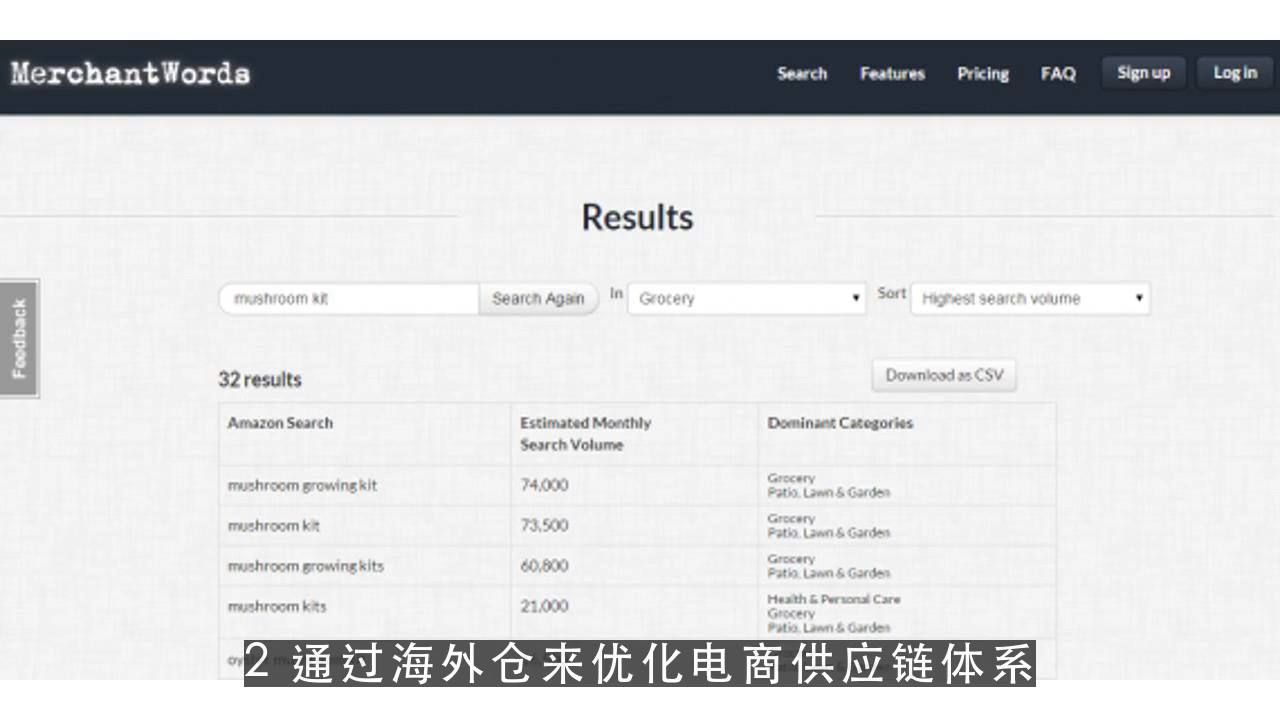 MerchantWords
Search Features Pricing FAQ Sign up Log in
Results
Feedback
mushroom kit Search Again In Grocery Sort Highest search volume
32 results Download as CSV
Amazon Search Estimated Monthly Search Volume Dominant Categories
mushroom growing kit 74,000 Grocery
Patio, Lawn & Garden
mushroom kit 73,500 Grocery
Patio, Lawn & Garden
mushroom growing kits 60,800 Grocery
Patio, Lawn & Garden
mushroom kits 21,000 Health & Personal Care
Grocery
Patio, Lawn & Garden
2 通过海外仓来优化电商供应链体系